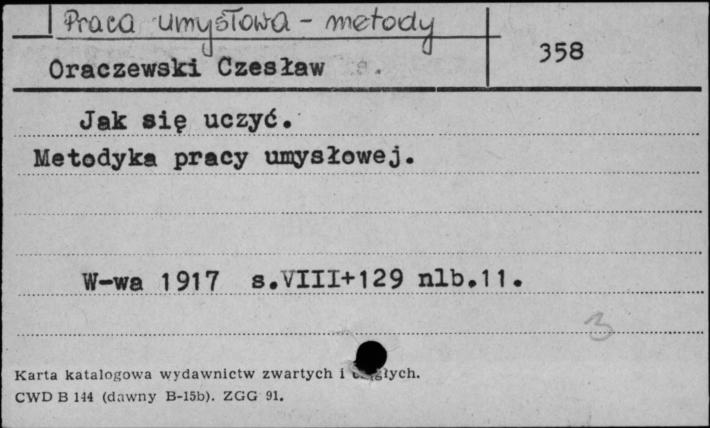 Praca umysłowa - metody
358
Oraczewski Czesław
Jak się uczyć.
Metodyka pracy umysłowej.
W-wa 1917 s.VIII+129 nlb.11.
3
Karta katalogowa wydawnictw zwartych i
CWD B 144 (dawny B-15b). ZGG 91.